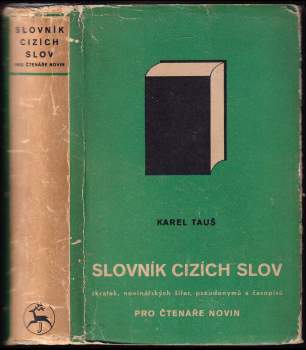 SLOVNÍK
CIZÍCH
SLOV
PRO ČTENÁŘE NOVIN
KAREL TAUŠ
SLOVNÍK CIZÍCH SLOV
zkratek, novinářských šifer, pseudonymů a časopisů
PRO ČTENÁŘE NOVIN